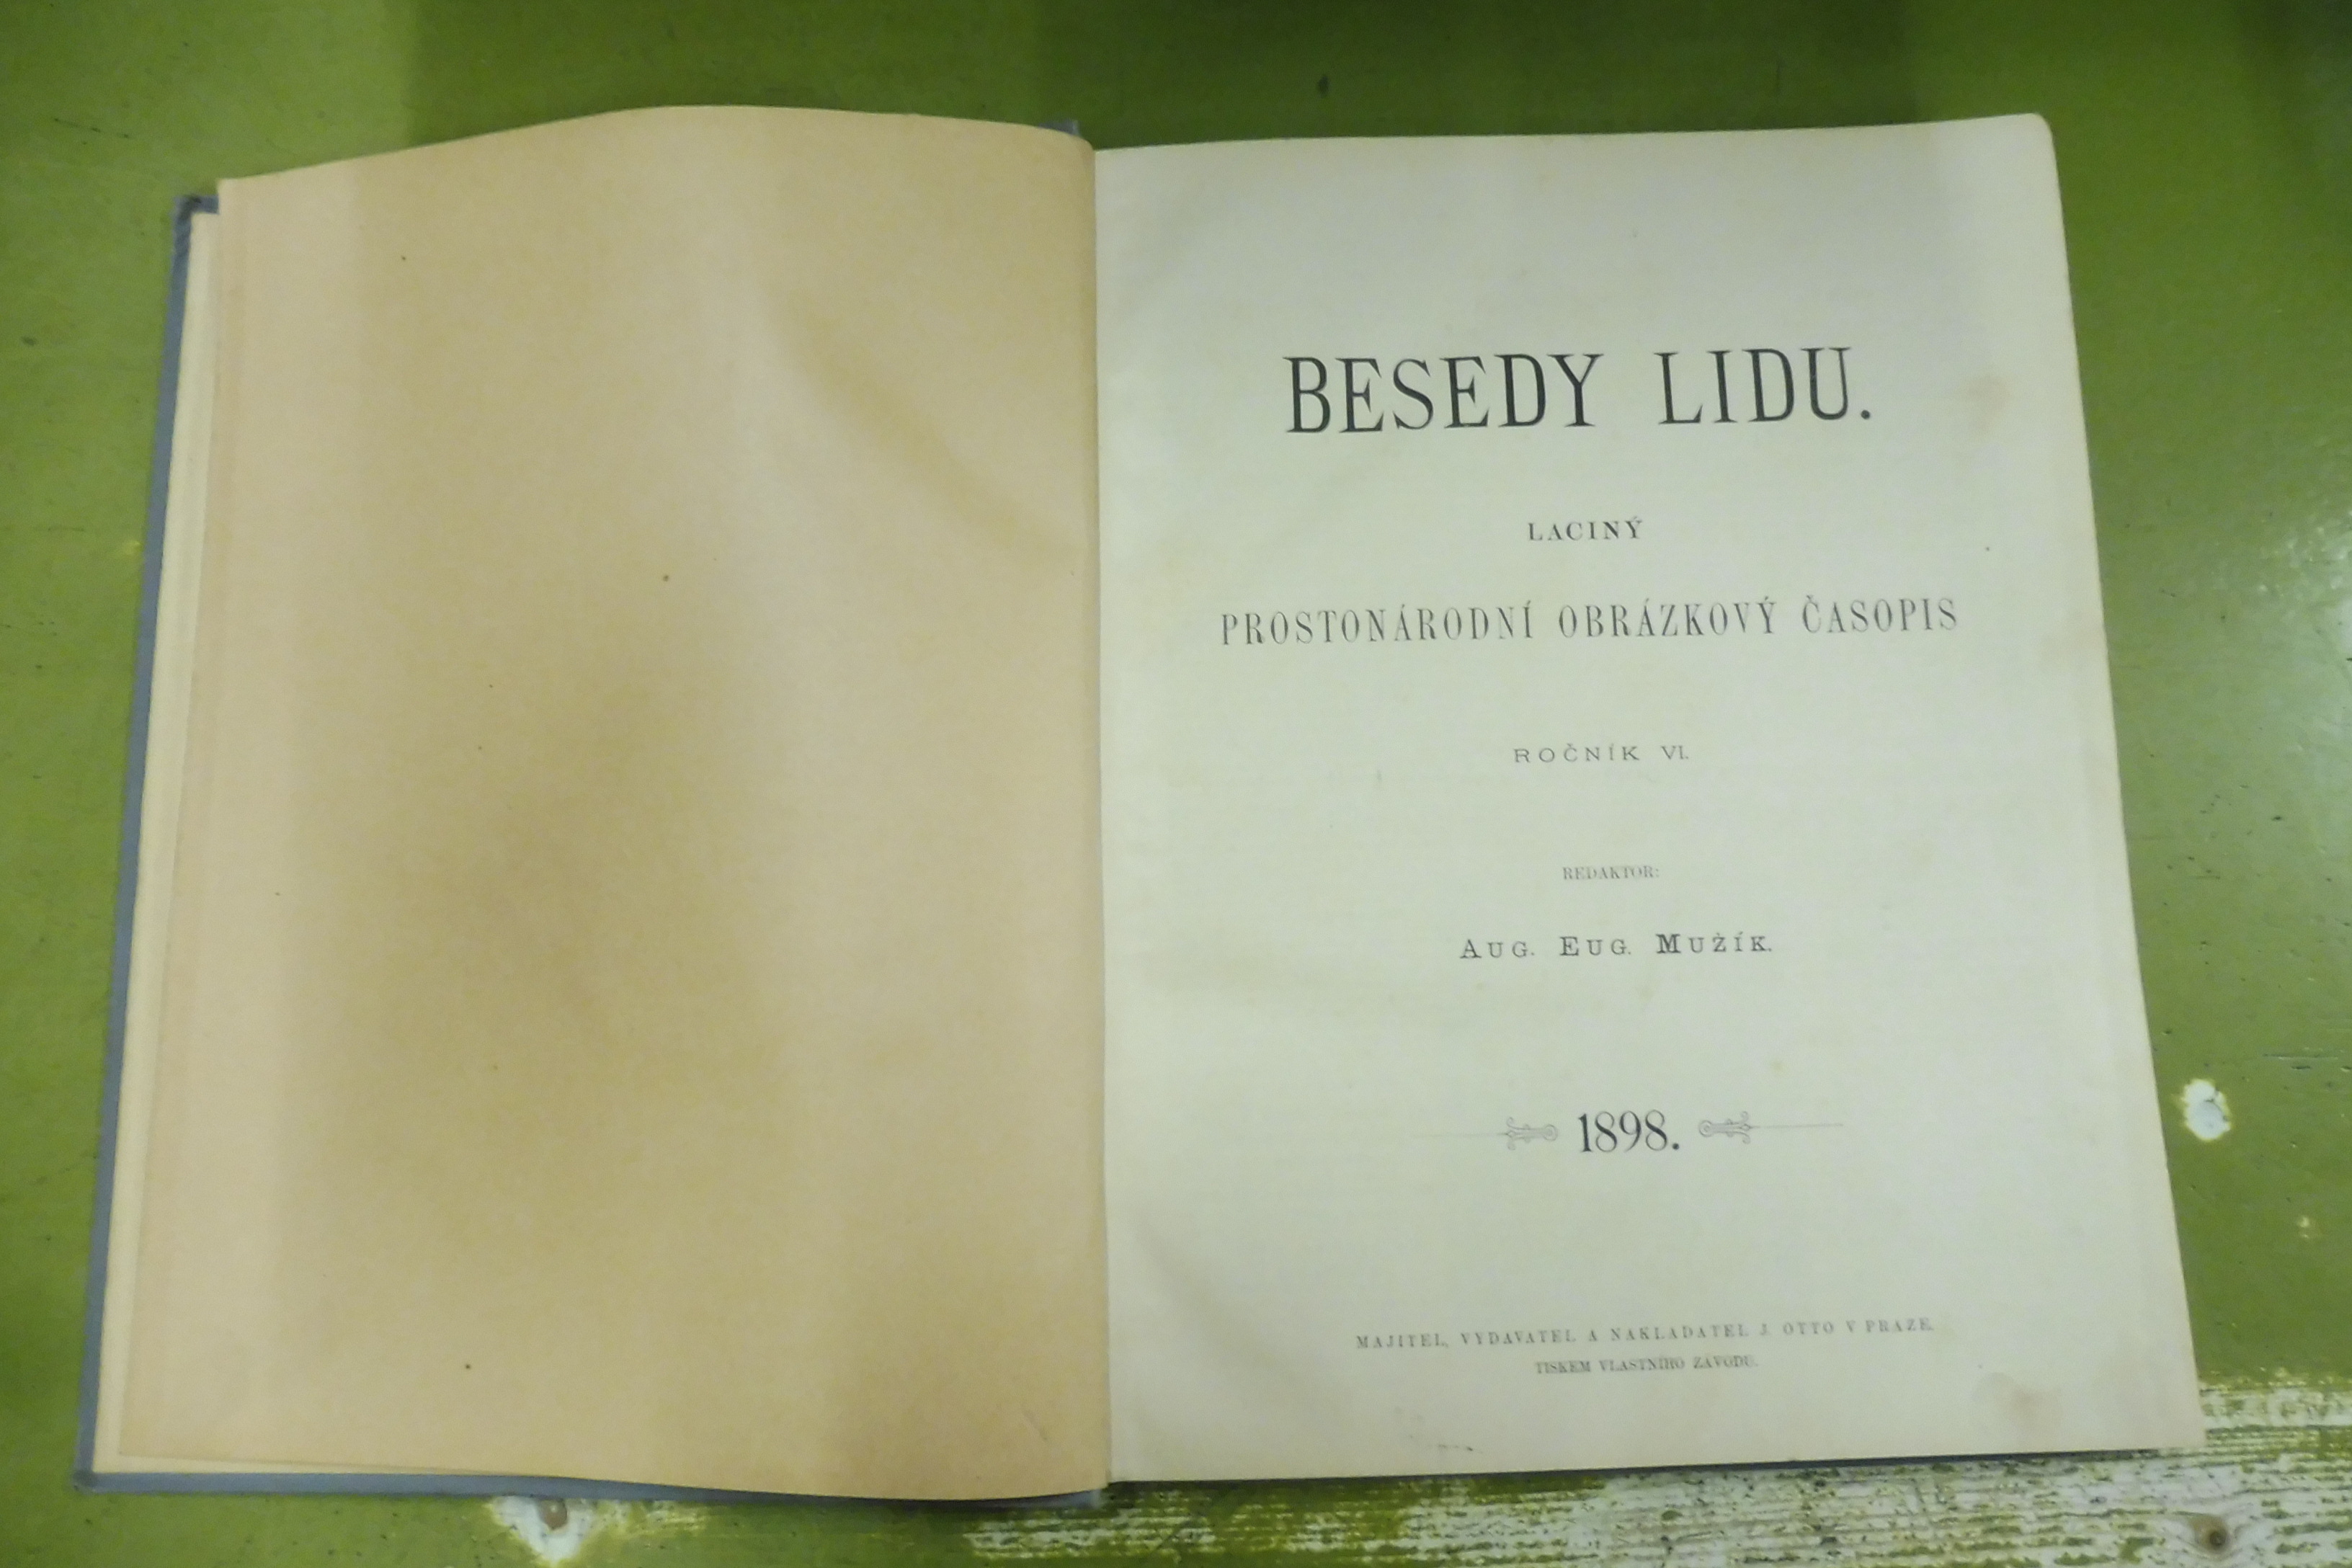 BESEDY LIDU.
LACINÝ
PROSTONÁRODNÍ OBRÁZKOVÝ ČASOPIS
ROČNÍK VI.
REDAKTOR:
AUG. EUG. MUŽÍK.
1898.
MAJITEL, VYDAVATEL A NAKLADATEL J. OTTO V PRAZE.
TISKEM VLASTNÍHO ZÁVODU.